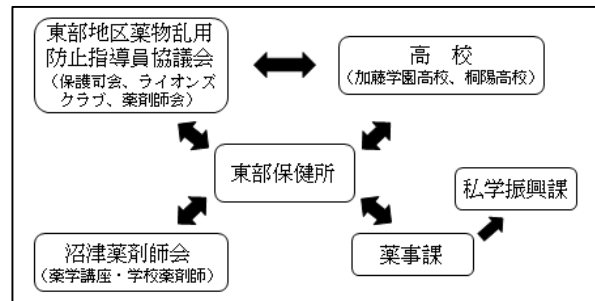 東部地区薬物乱用
防止指導員協議会
(保護司会、ライオンズ
クラブ、薬剤師会)
高　校
(加藤学園高校、桐陽高校)
東部保健所
私学振興課
沼津薬剤師会
(薬学講座・学校薬剤師)
薬事課